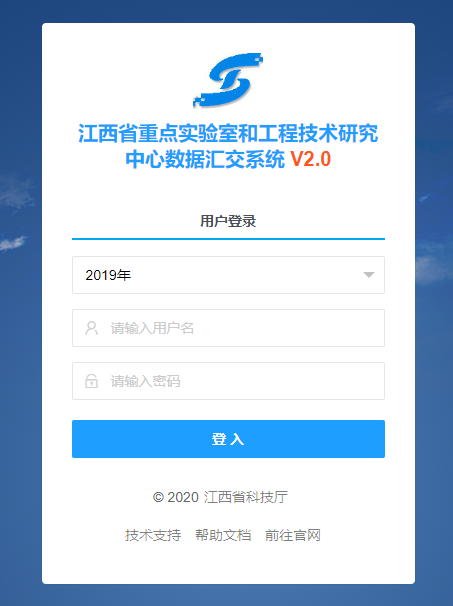 江西省重点实验室和工程技术研究
中心数据汇交系统 V2.0
用户登录
2019年
请输入用户名
请输入密码
登 入
© 2020 江西省科技厅
技术支持 帮助文档 前往官网